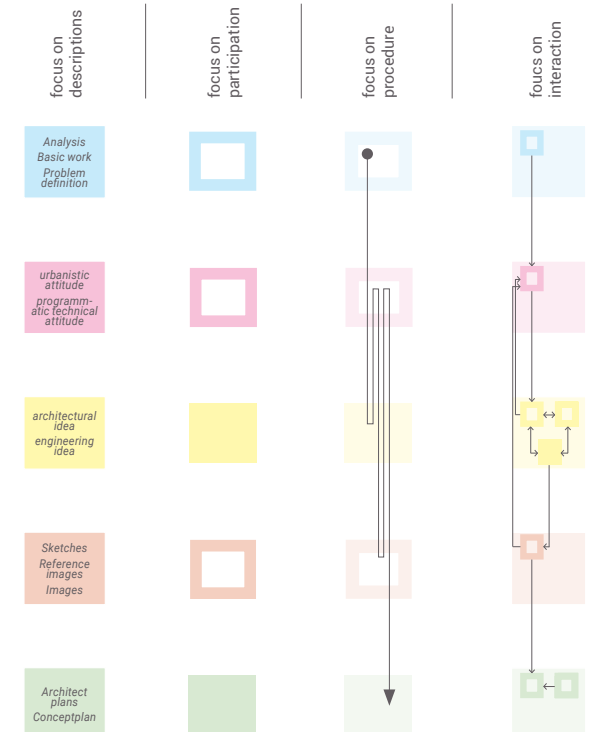 focus on
descriptions
focus on
participation
focus on
procedure
foucs on
interaction
Analysis
Basic work
Problem
definition
urbanistic
attitude
programm-
atic technical
attitude
architectural
idea
engineering
idea
Sketches
Reference
images
Images
Architect
plans
Conceptplan